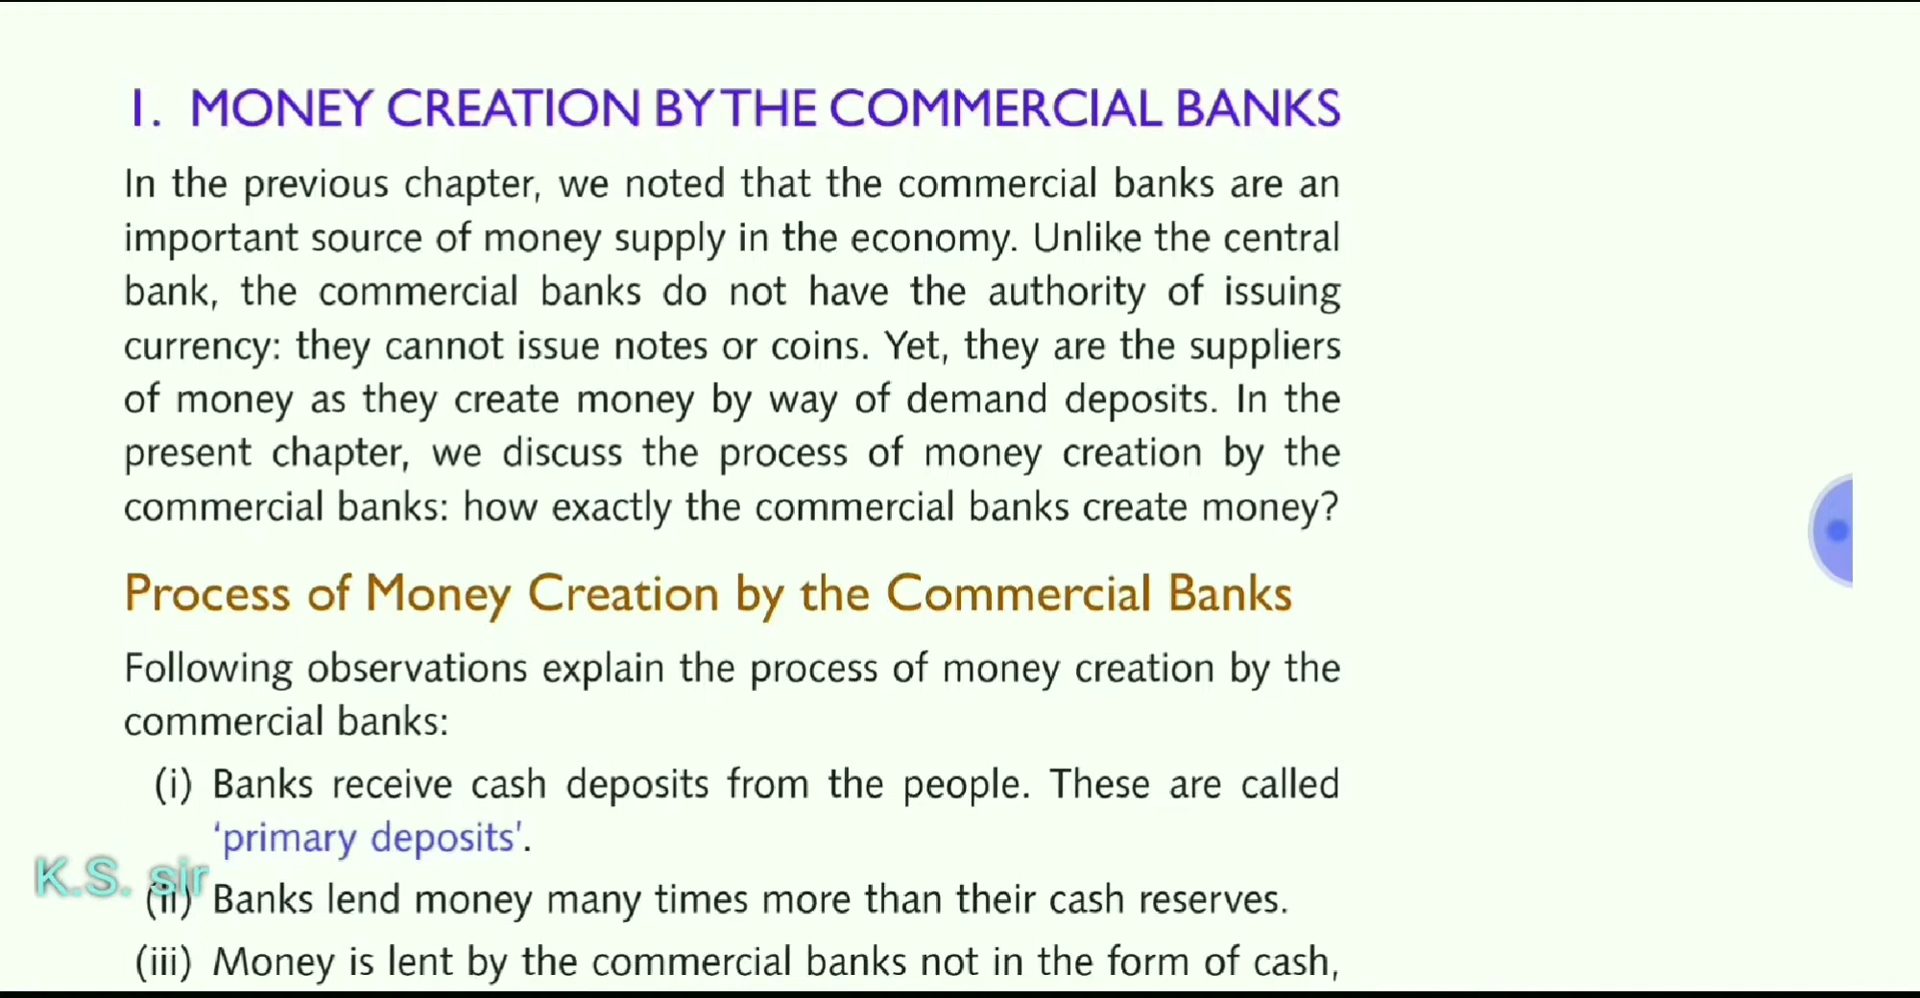 1. MONEY CREATION BY THE COMMERCIAL BANKS
In the previous chapter, we noted that the commercial banks are an
important source of money supply in the economy. Unlike the central
bank, the commercial banks do not have the authority of issuing
currency: they cannot issue notes or coins. Yet, they are the suppliers
of money as they create money by way of demand deposits. In the
present chapter, we discuss the process of money creation by the
commercial banks: how exactly the commercial banks create money?
Process of Money Creation by the Commercial Banks
Following observations explain the process of money creation by the
commercial banks:
(i) Banks receive cash deposits from the people. These are called
‘primary deposits’.
K.S. sir
(ii) Banks lend money many times more than their cash reserves.
(iii) Money is lent by the commercial banks not in the form of cash,